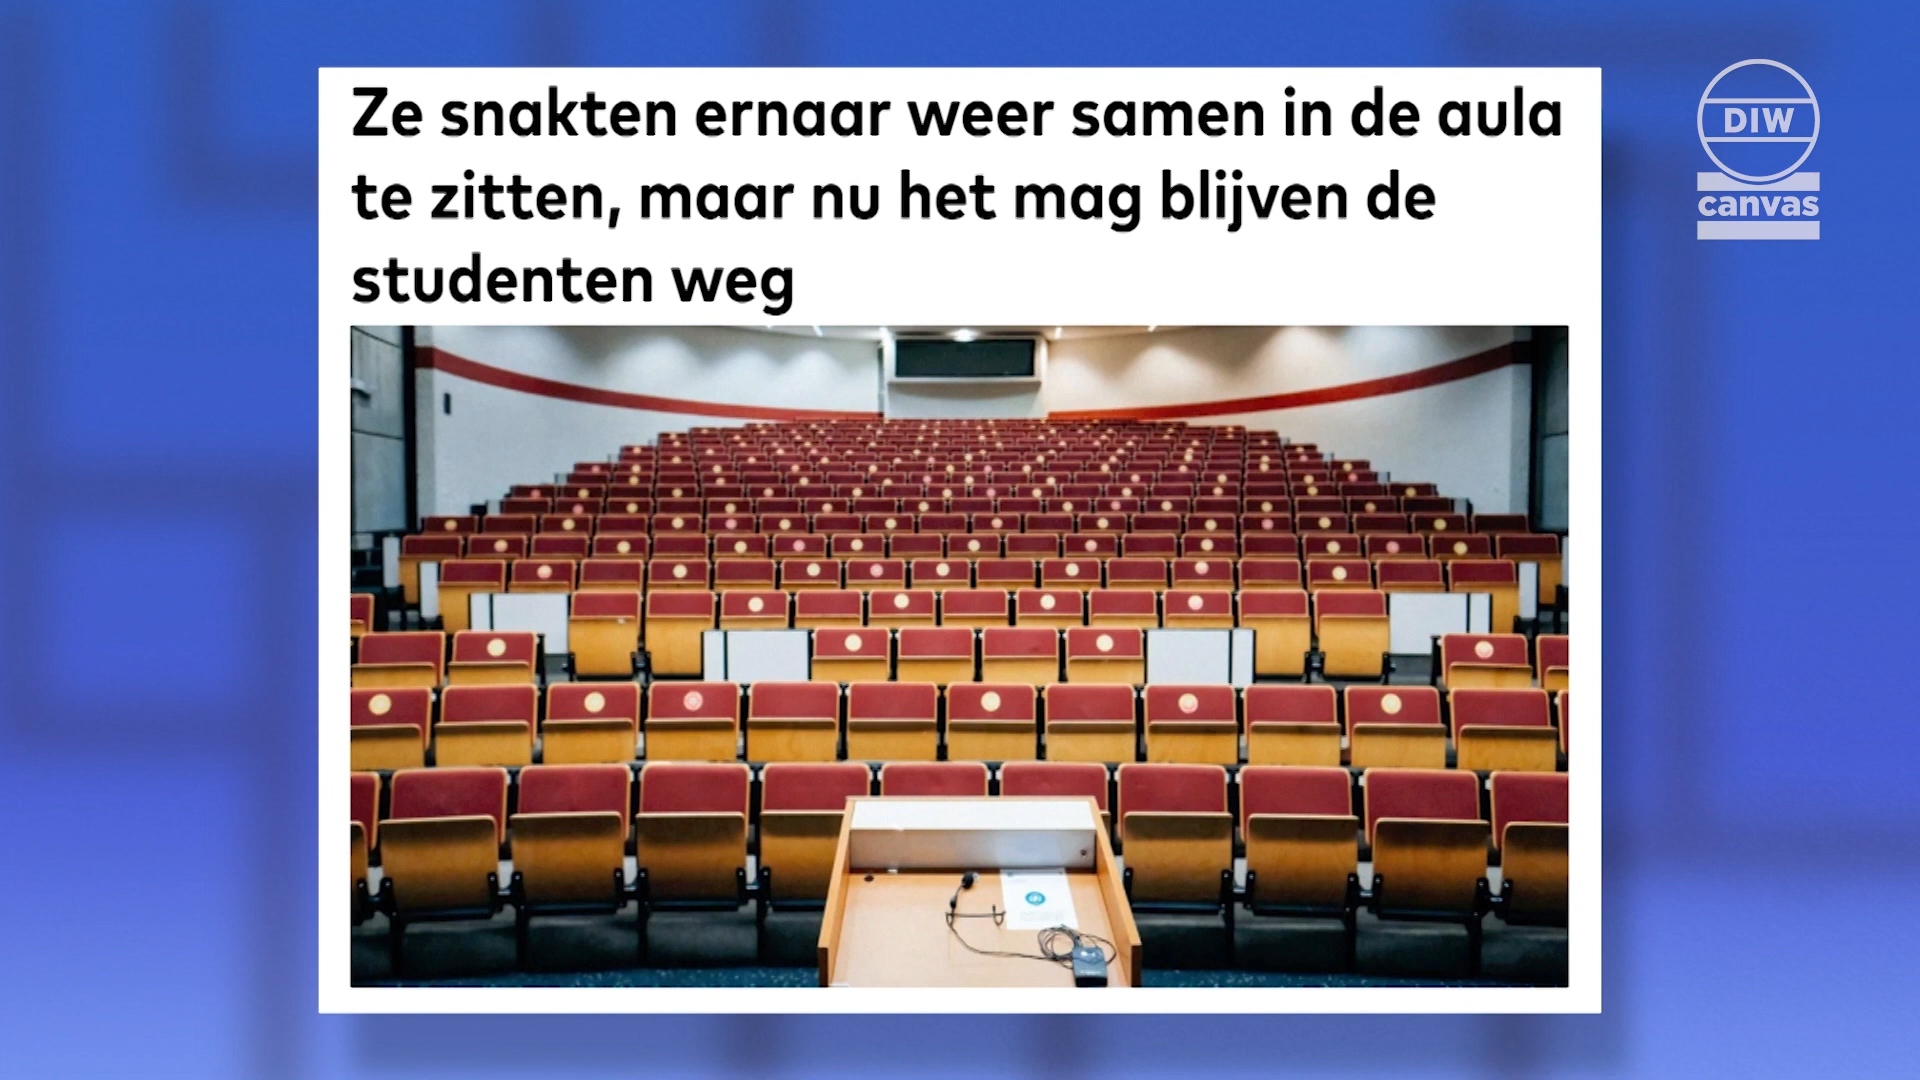 Ze snakten ernaar weer samen in de aula
te zitten, maar nu het mag blijven de
studenten weg
DIW
canvas